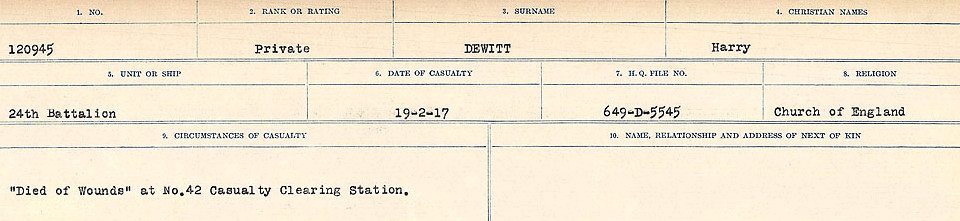 1. NO. 2. RANK OR RATING 3. SURNAME 4. CHRISTIAN NAMES
120945 Private DEWITT Harry
5. UNIT OR SHIP 6. DATE OF CASUALTY 7. H. Q. FILE NO. 8. RELIGION
24th Battalion 19-2-17 649-D-5545 Church of England
9. CIRCUMSTANCES OF CASUALTY 10. NAME, RELATIONSHIP AND ADDRESS OF NEXT OF KIN
"Died of Wounds" at No.42 Casualty Clearing Station.